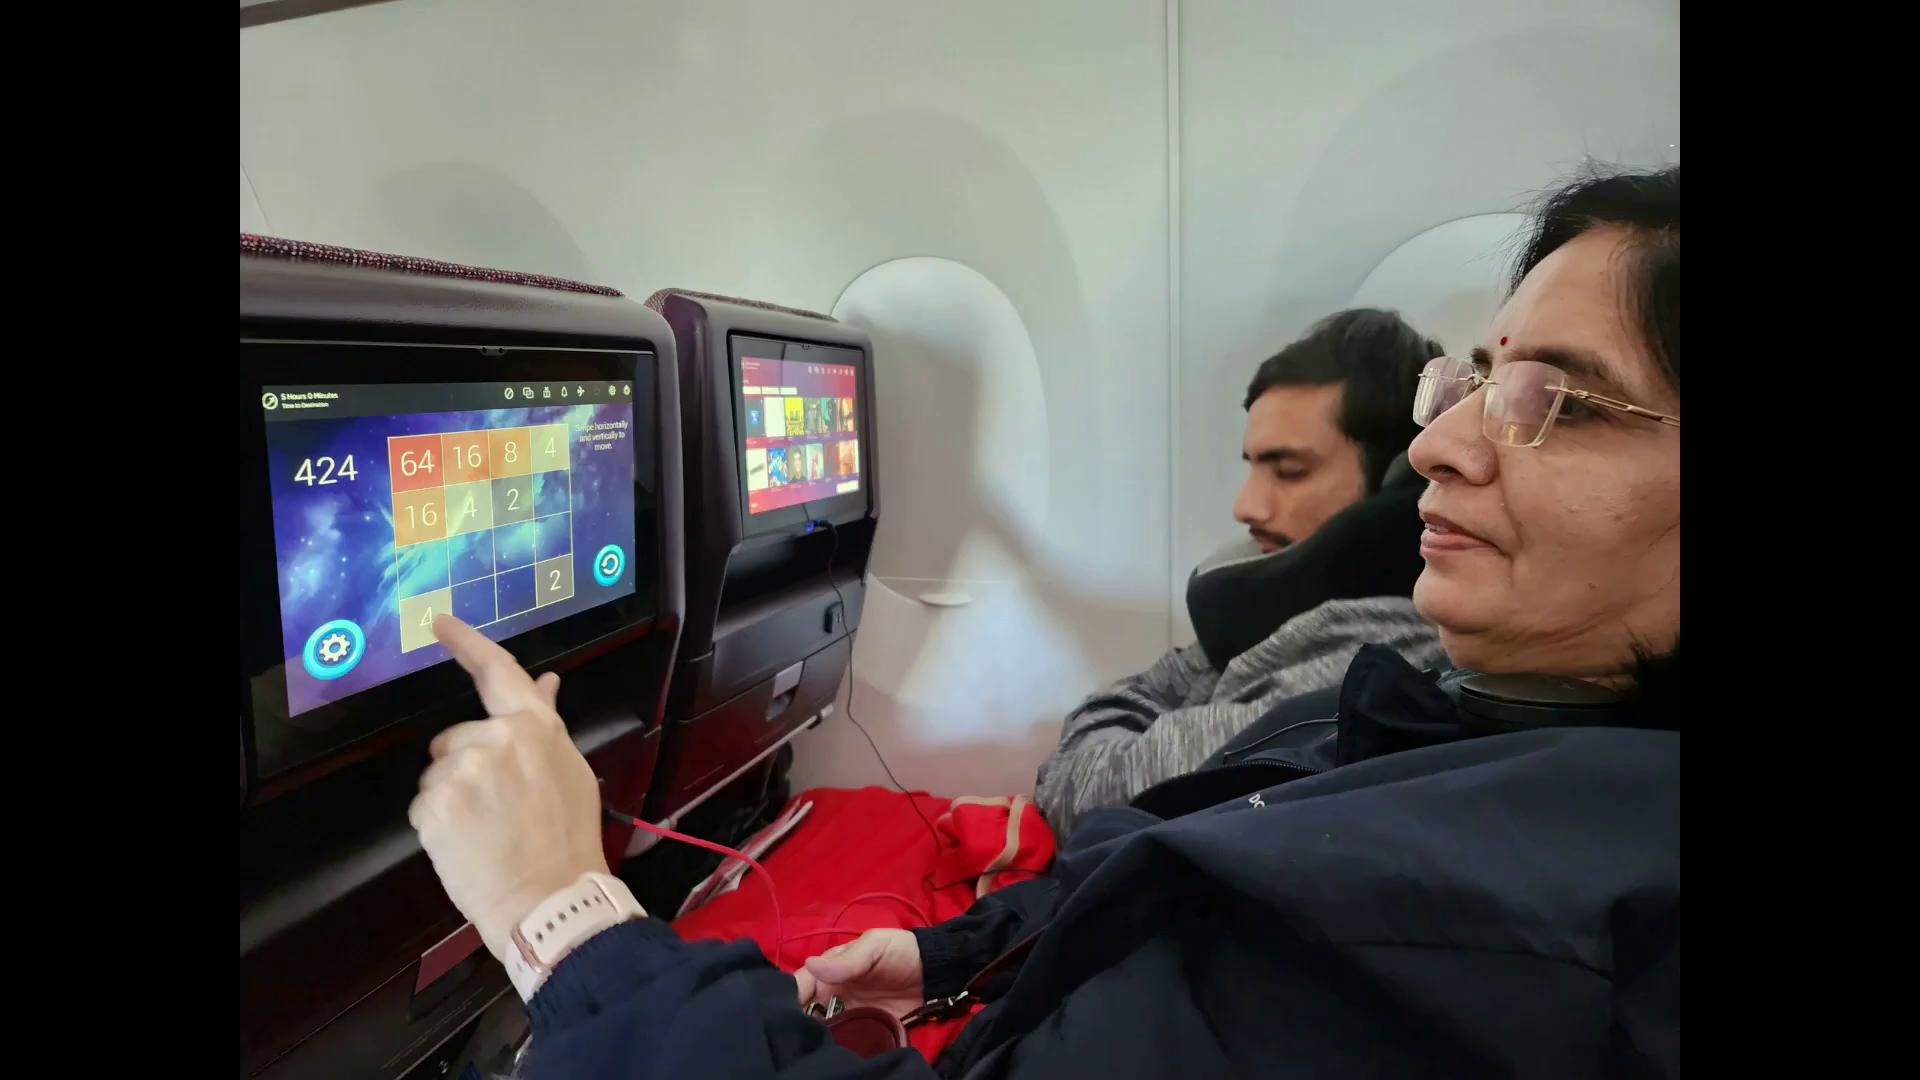 5 Hours 0 Minutes
Time to Destination
424
64 16 8 4
16 4 2
2
4
Swipe horizontally
and vertically to
move.
DO